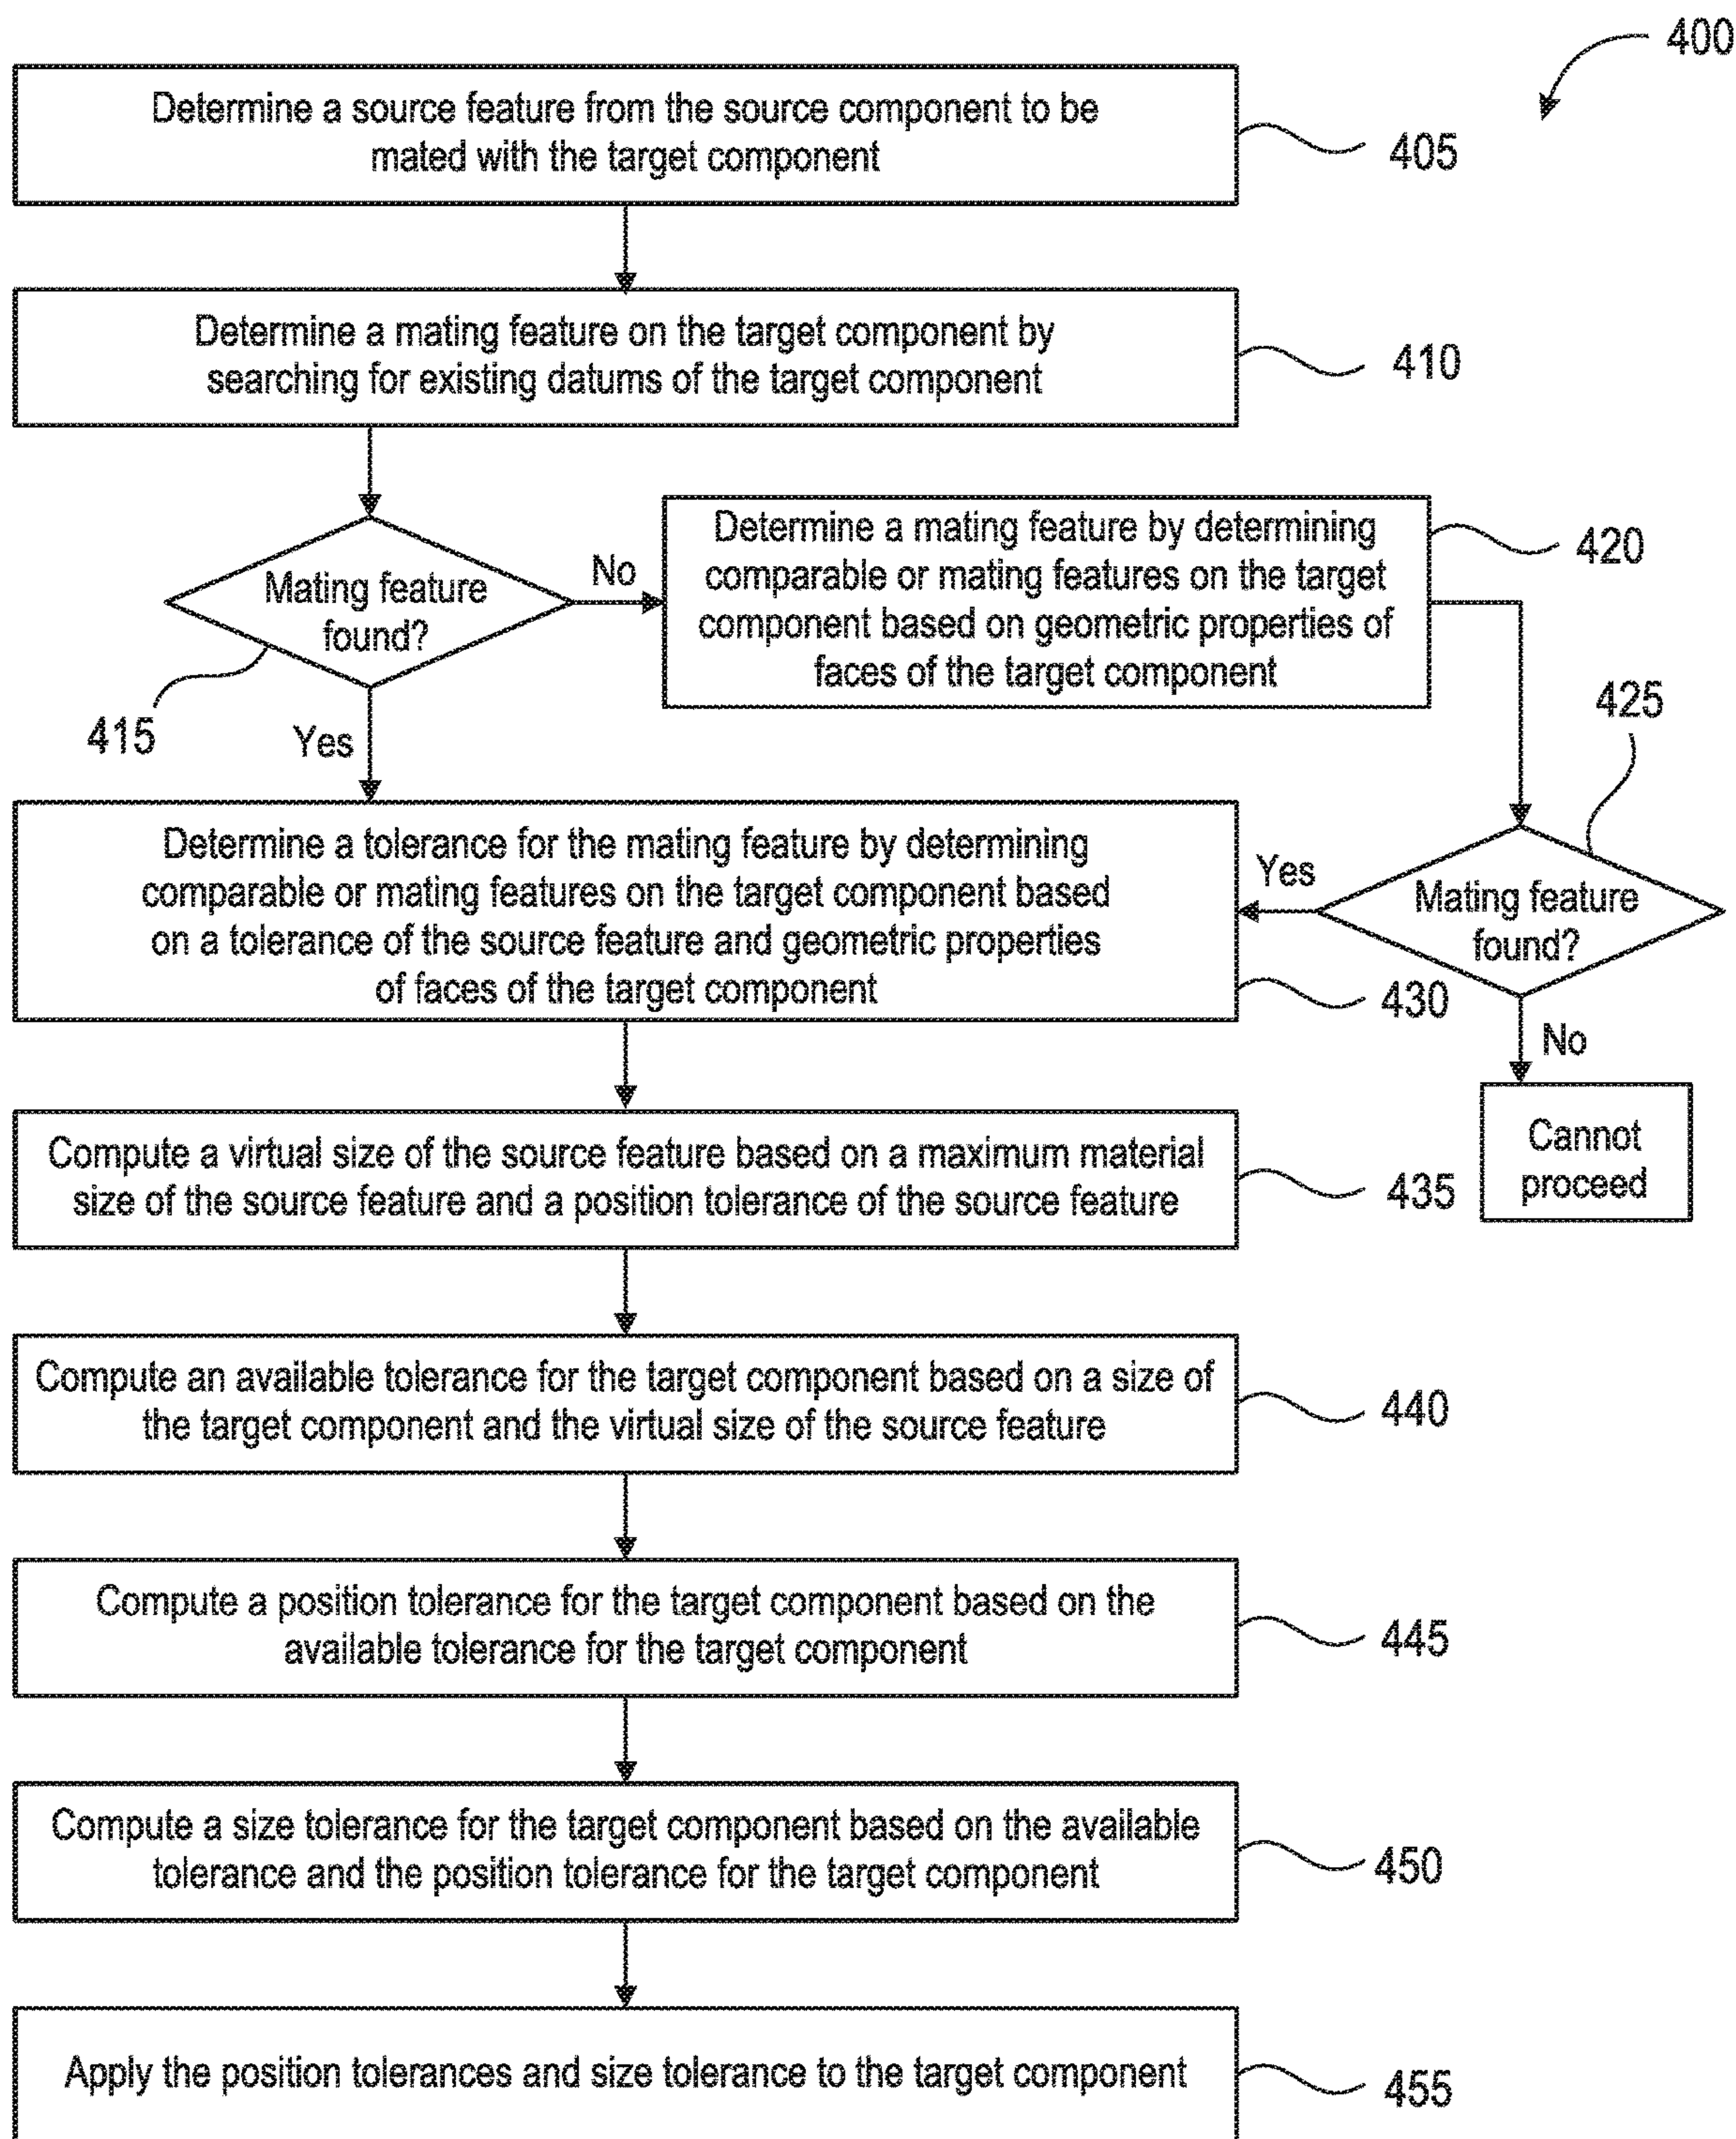 400
Determine a source feature from the source component to be
mated with the target component
405
Determine a mating feature on the target component by
searching for existing datums of the target component
410
Mating feature
found?
415
No
Yes
Determine a mating feature by determining
comparable or mating features on the target
component based on geometric properties of
faces of the target component
420
425
Mating feature
found?
Yes
No
Cannot
proceed
Determine a tolerance for the mating feature by determining
comparable or mating features on the target component based
on a tolerance of the source feature and geometric properties
of faces of the target component
430
Compute a virtual size of the source feature based on a maximum material
size of the source feature and a position tolerance of the source feature
435
Compute an available tolerance for the target component based on a size of
the target component and the virtual size of the source feature
440
Compute a position tolerance for the target component based on the
available tolerance for the target component
445
Compute a size tolerance for the target component based on the available
tolerance and the position tolerance for the target component
450
Apply the position tolerances and size tolerance to the target component
455